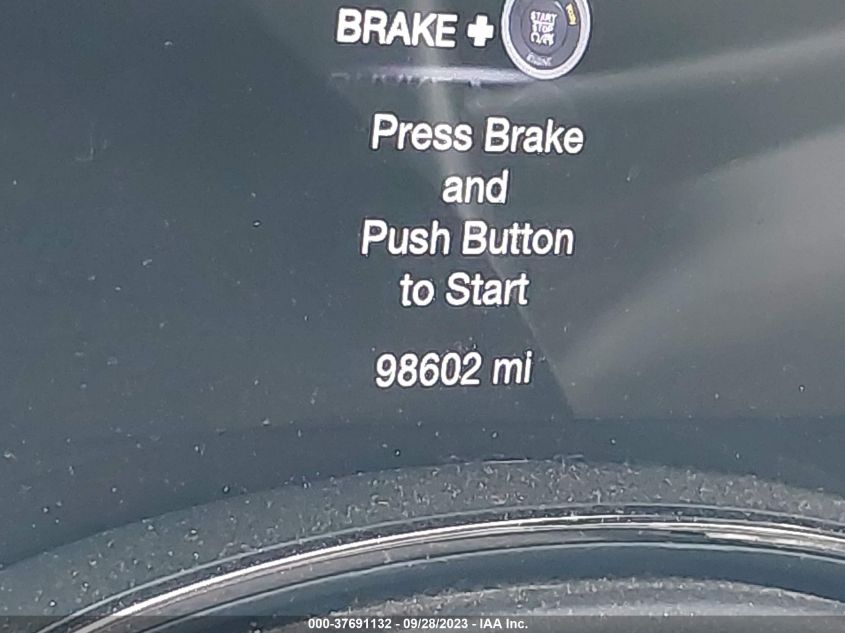 BRAKE +
START
STOP
ENGINE
Press Brake
and
Push Button
to Start
98602 mi
000-37691132 - 09/28/2023 - IAA Inc.